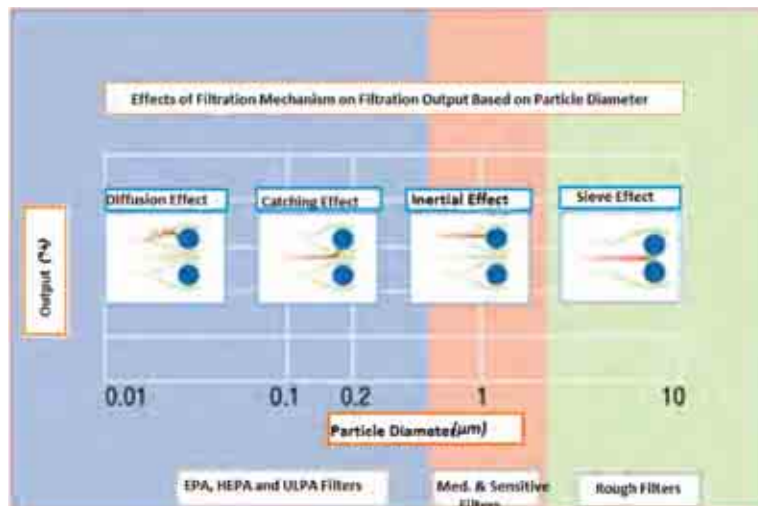 Effects of Filtration Mechanism on Filtration Output Based on Particle Diameter
Diffusion Effect
Catching Effect
Inertial Effect
Sieve Effect
Output (%)
0.01
0.1
0.2
1
10
Particle Diameter(μm)
EPA, HEPA and ULPA Filters
Med. & Sensitive
Filters
Rough Filters